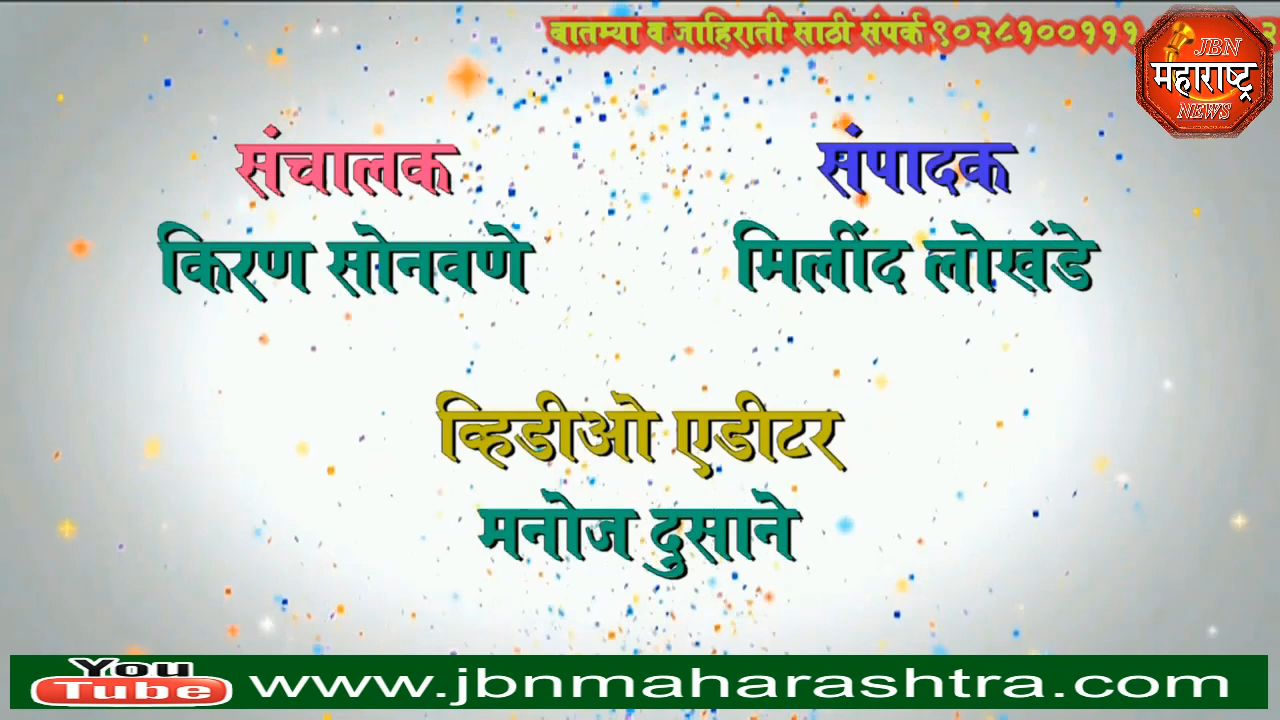 वातम्या व जाहिराती साठी संपर्क ९०२८१००१११
JBN
महाराष्ट्र
NEWS
संचालक
संपादक
किरण सोनवणे
मिलींद लोखंडे
व्हिडीओ एडीटर
मनोज दुसाने
You
Tube
www.jbnmaharashtra.com